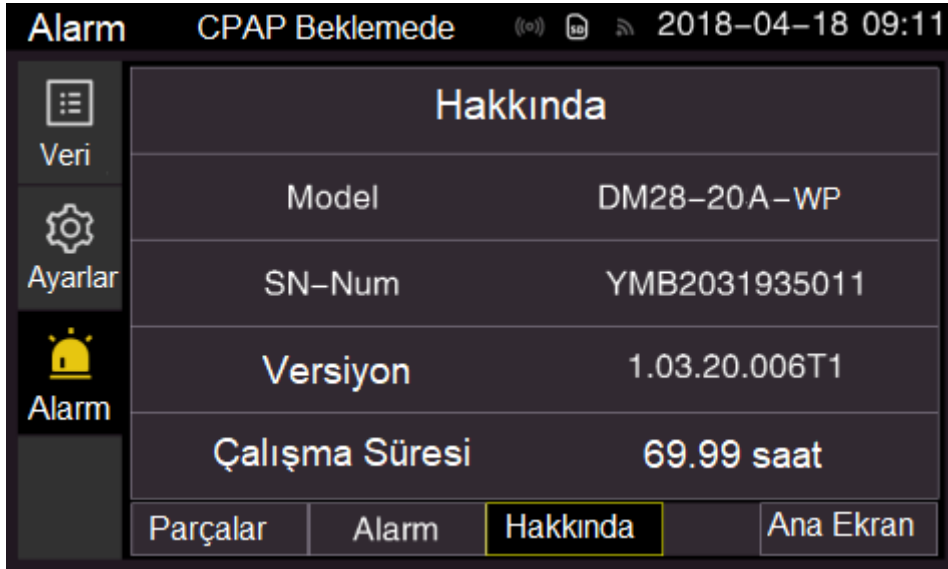 Alarm CPAP Beklemede SD 2018–04–18 09:11
Hakkında
Veri
Model DM28–20A–WP
Ayarlar
SN–Num YMB2031935011
Versiyon 1.03.20.006T1
Alarm
Çalışma Süresi 69.99 saat
Parçalar Alarm Hakkında Ana Ekran